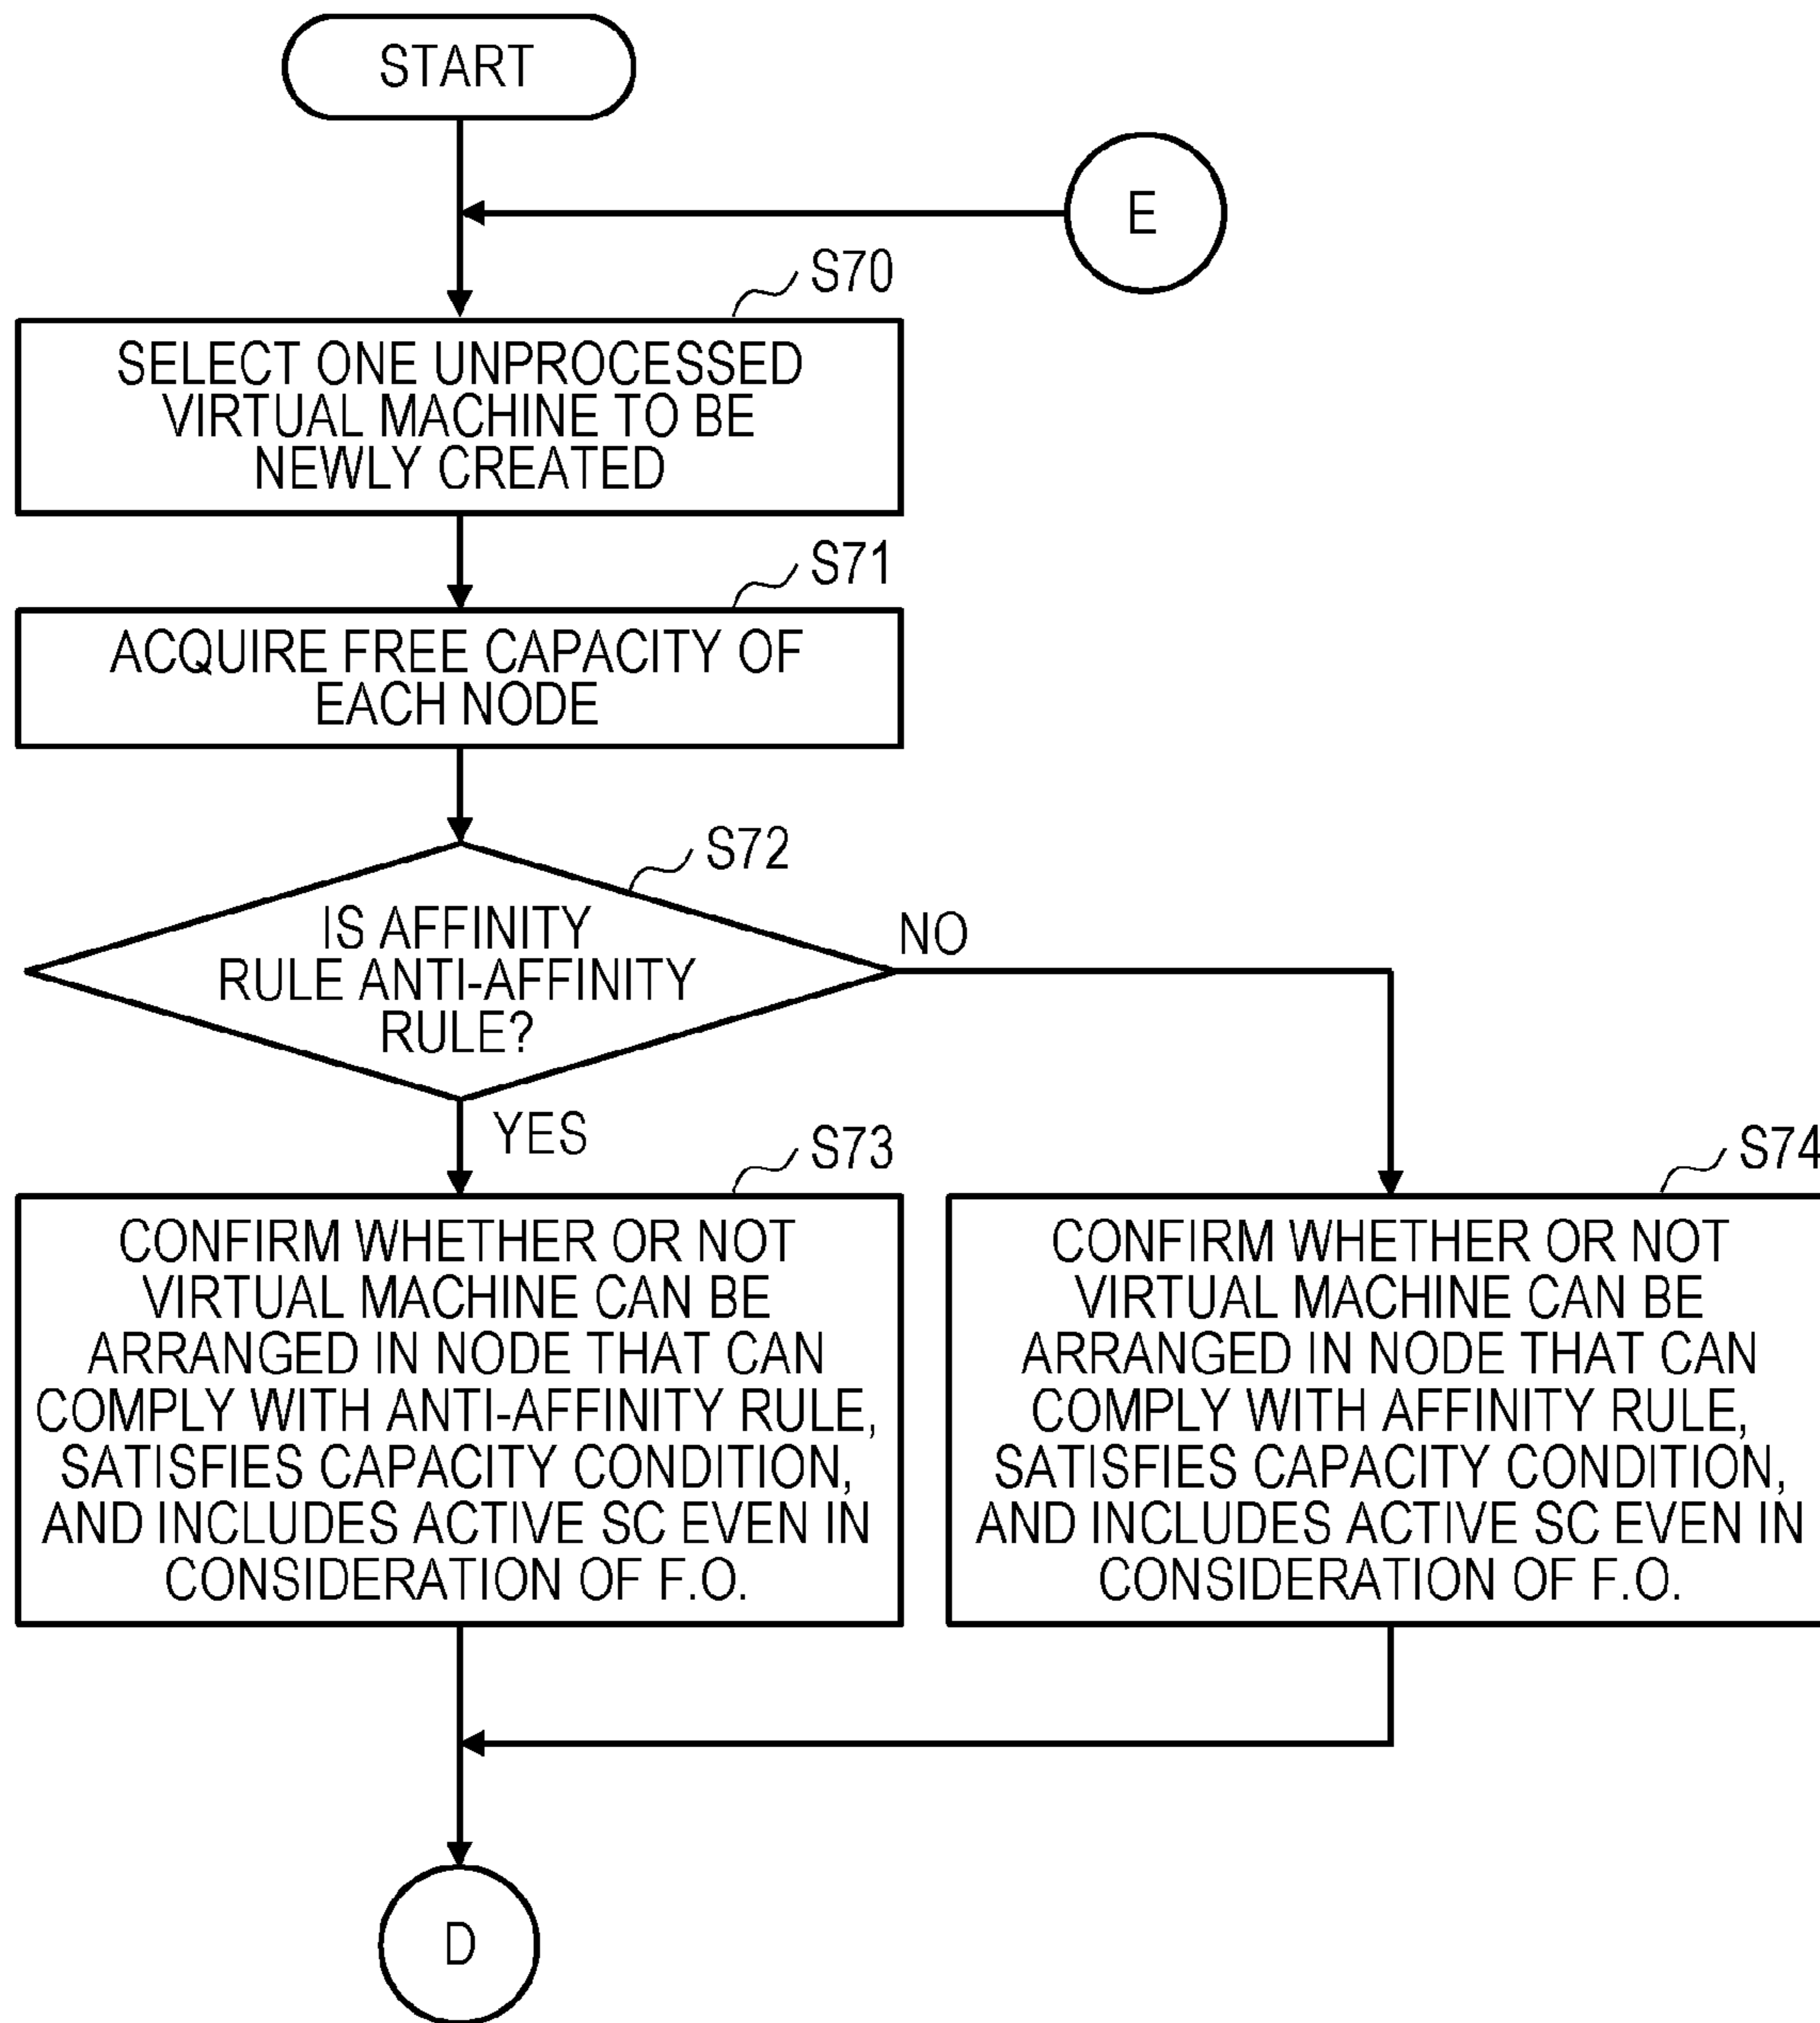 START
E
S70
SELECT ONE UNPROCESSED
VIRTUAL MACHINE TO BE
NEWLY CREATED
S71
ACQUIRE FREE CAPACITY OF
EACH NODE
S72
IS AFFINITY
RULE ANTI-AFFINITY
RULE?
NO
YES
S73
CONFIRM WHETHER OR NOT
VIRTUAL MACHINE CAN BE
ARRANGED IN NODE THAT CAN
COMPLY WITH ANTI-AFFINITY RULE,
SATISFIES CAPACITY CONDITION,
AND INCLUDES ACTIVE SC EVEN IN
CONSIDERATION OF F.O.
S74
CONFIRM WHETHER OR NOT
VIRTUAL MACHINE CAN BE
ARRANGED IN NODE THAT CAN
COMPLY WITH AFFINITY RULE,
SATISFIES CAPACITY CONDITION,
AND INCLUDES ACTIVE SC EVEN IN
CONSIDERATION OF F.O.
D